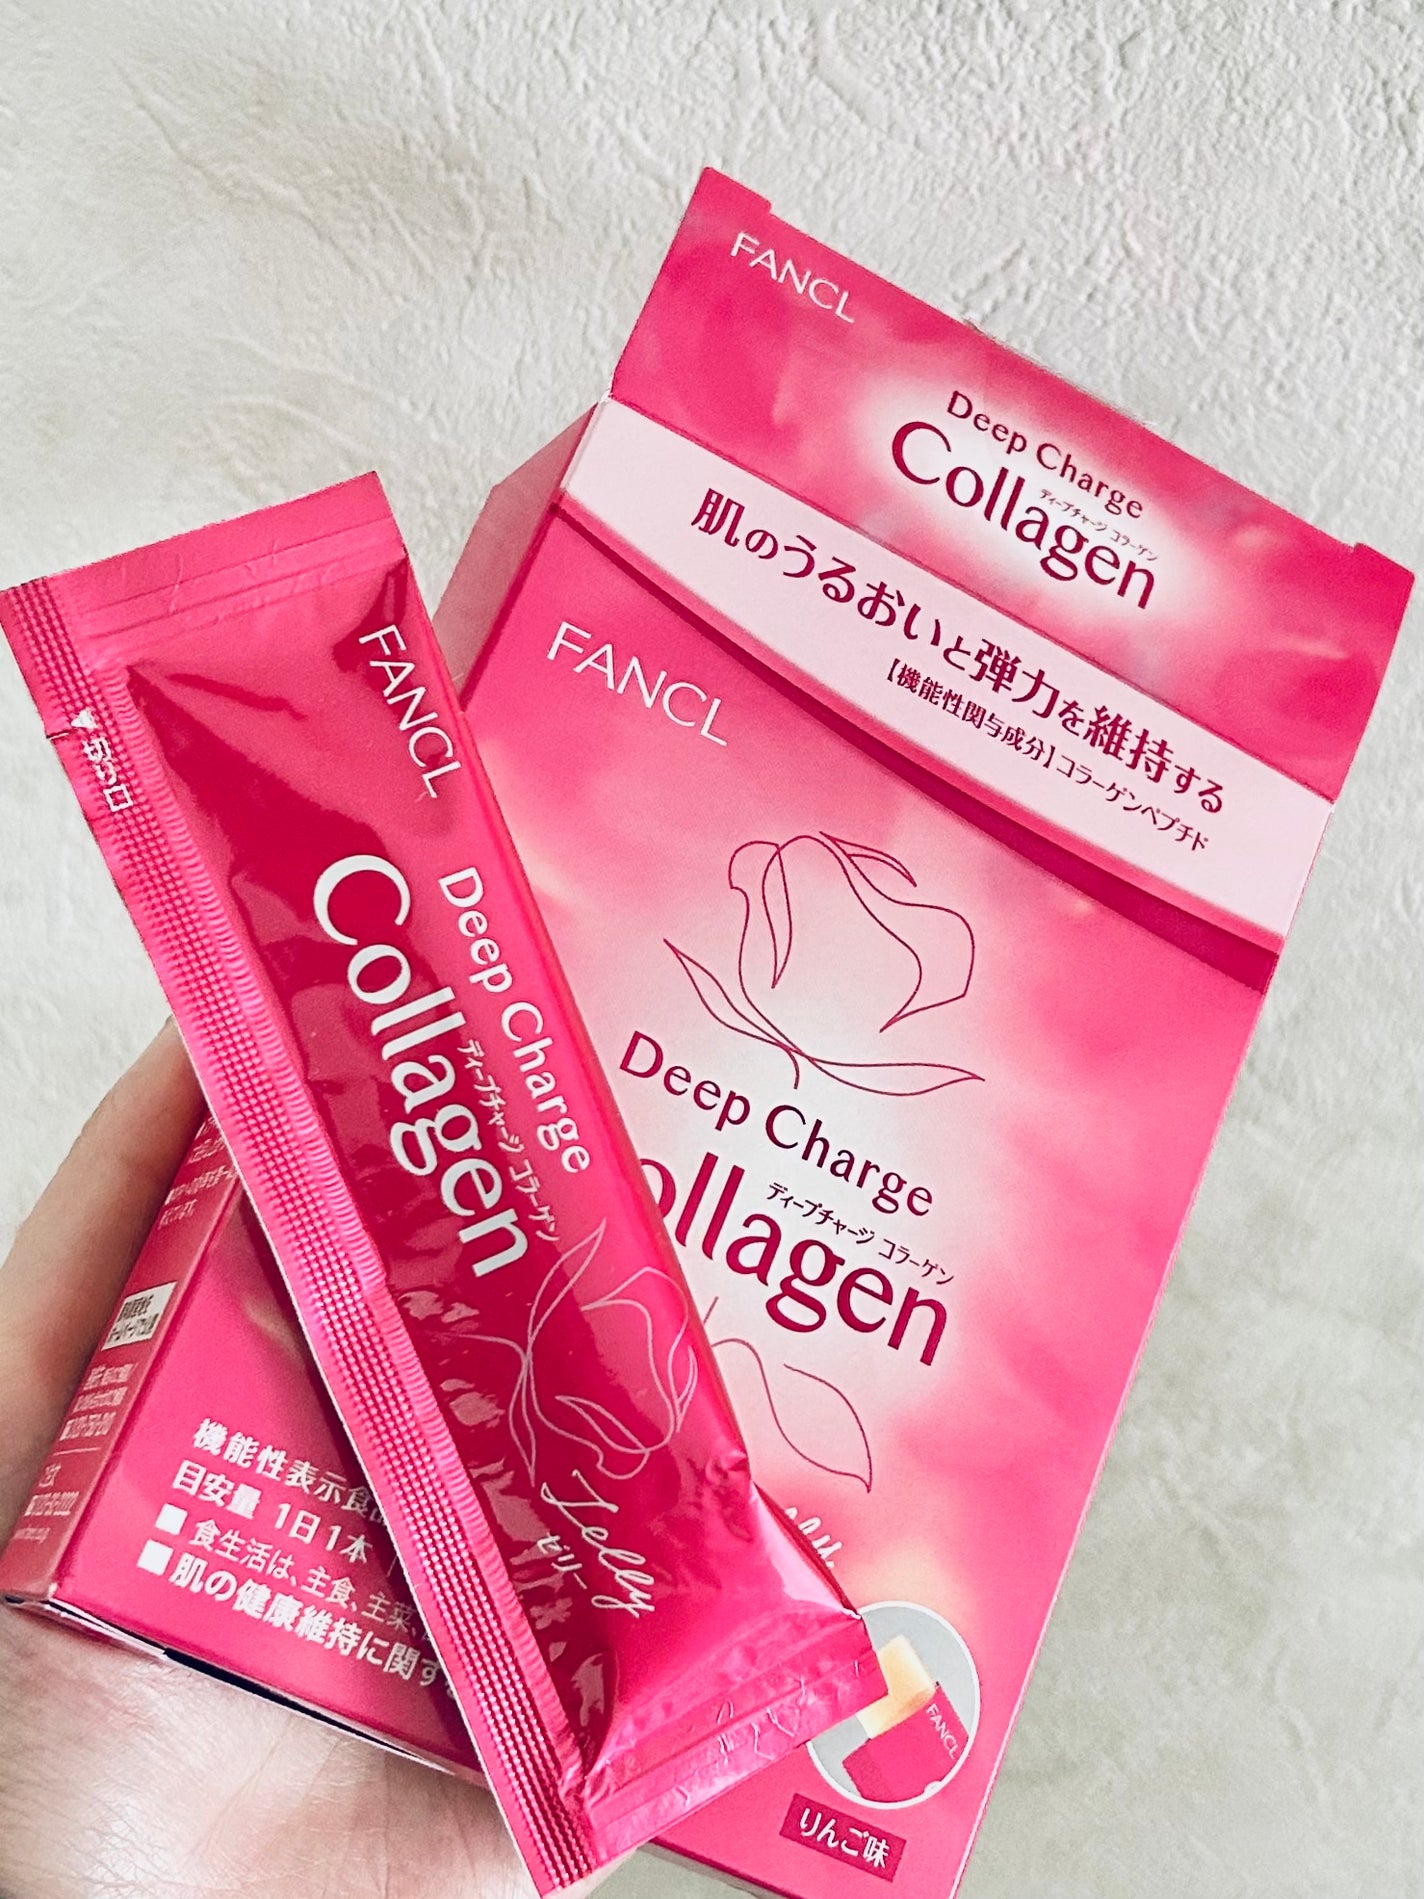 FANCL
Deep Charge
Collagen
ディープチャージ コラーゲン
肌のうるおいと弾力を維持する
【機能性関与成分】コラーゲンペプチド
FANCL
Deep Charge
ollagen
ディープチャージ コラーゲン
FANCL
りんご味
FANCL
Deep Charge
Collagen
ディープチャージ コラーゲン
Jelly
ゼリー
あけ口
機能性表示食
目安量 1日1本
■ 食生活は、主食、主菜、
■ 肌の健康維持に関す